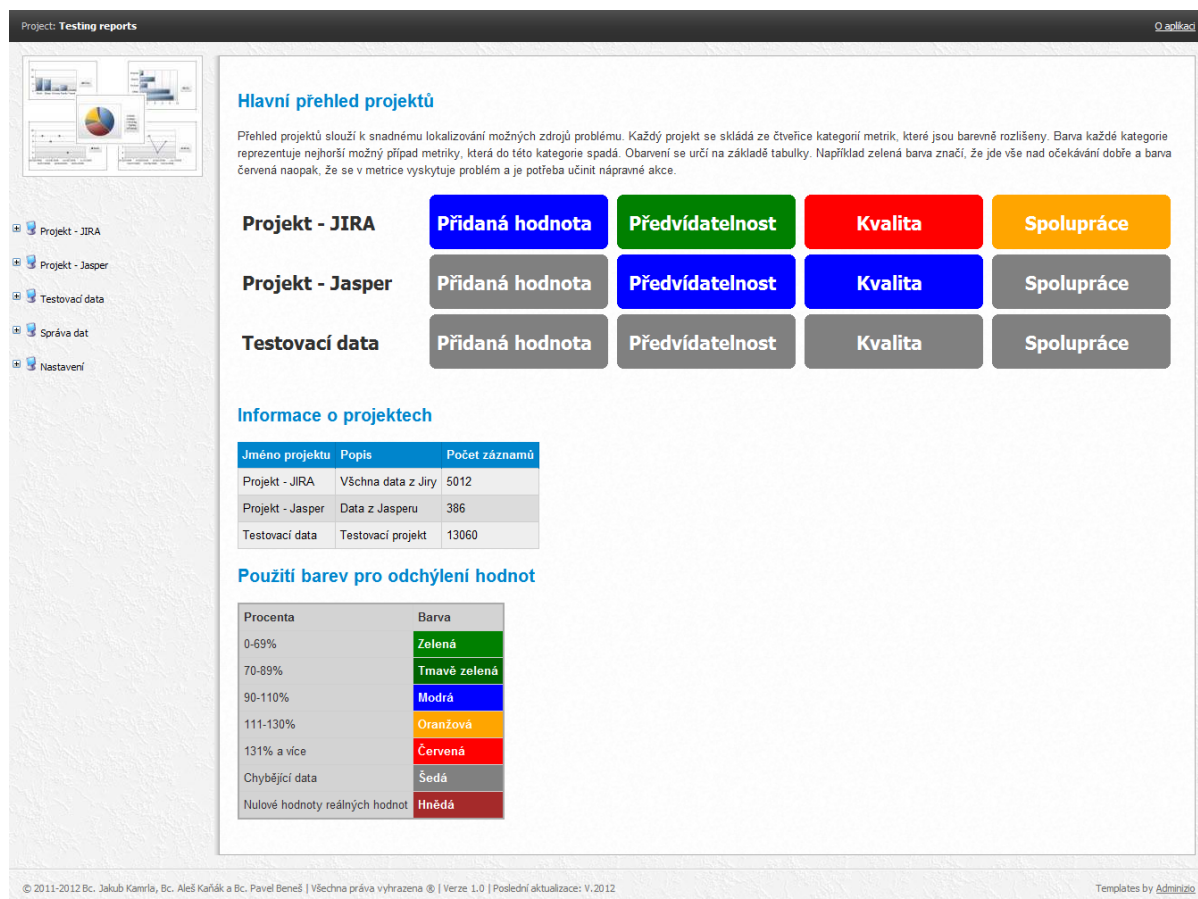 Project: Testing reports
O aplikaci
Hlavní přehled projektů
Přehled projektů slouží k snadnému lokalizování možných zdrojů problému. Každý projekt se skládá ze čtveřice kategorií metrik, které jsou barevně rozlišeny. Barva každé kategorie
reprezentuje nejhorší možný případ metriky, která do této kategorie spadá. Obarvení se určí na základě tabulky. Například zelená barva značí, že jde vše nad očekávání dobře a barva
červená naopak, že se v metrice vyskytuje problém a je potřeba učinit nápravné akce.
Projekt - JIRA
Projekt - Jasper
Testovací data
Správa dat
Nastavení
Projekt - JIRA Přidaná hodnota Předvídatelnost Kvalita Spolupráce
Projekt - Jasper Přidaná hodnota Předvídatelnost Kvalita Spolupráce
Testovací data Přidaná hodnota Předvídatelnost Kvalita Spolupráce
Informace o projektech
Jméno projektu Popis Počet záznamů
Projekt - JIRA Všchna data z Jiry 5012
Projekt - Jasper Data z Jasperu 386
Testovací data Testovací projekt 13060
Použití barev pro odchýlení hodnot
Procenta Barva
0-69% Zelená
70-89% Tmavě zelená
90-110% Modrá
111-130% Oranžová
131% a více Červená
Chybějící data Šedá
Nulové hodnoty reálných hodnot Hnědá
© 2011-2012 Bc. Jakub Kamrla, Bc. Aleš Kaňák a Bc. Pavel Beneš | Všechna práva vyhrazena ® | Verze 1.0 | Poslední aktualizace: V.2012
Templates by Adminizio